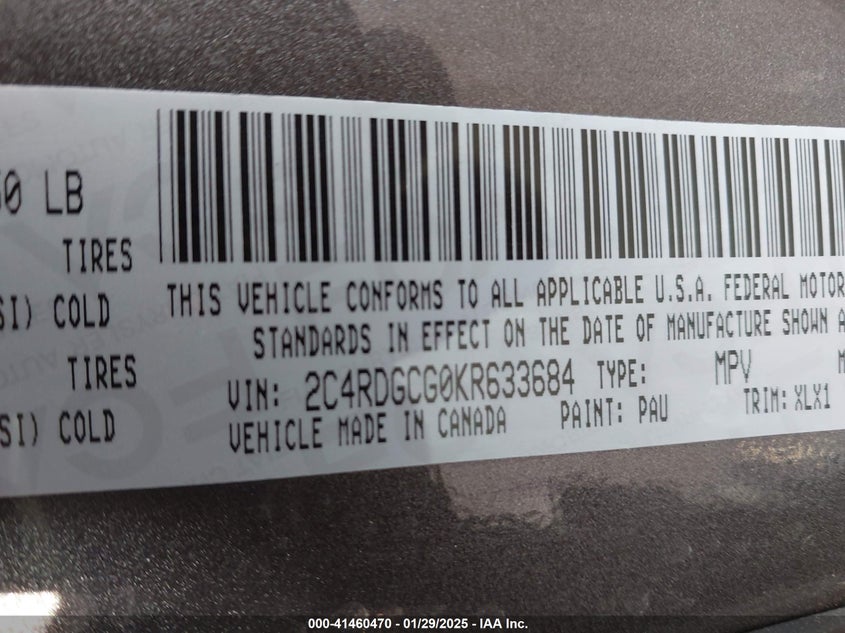 50 LB
TIRES
SI) COLD
TIRES
SI) COLD
THIS VEHICLE CONFORMS TO ALL APPLICABLE U.S.A. FEDERAL MOTOR
STANDARDS IN EFFECT ON THE DATE OF MANUFACTURE SHOWN A
VIN: 2C4RDGCG0KR633684 TYPE: MPV M
VEHICLE MADE IN CANADA PAINT: PAU TRIM: XLX1
000-41460470 - 01/29/2025 - IAA Inc.